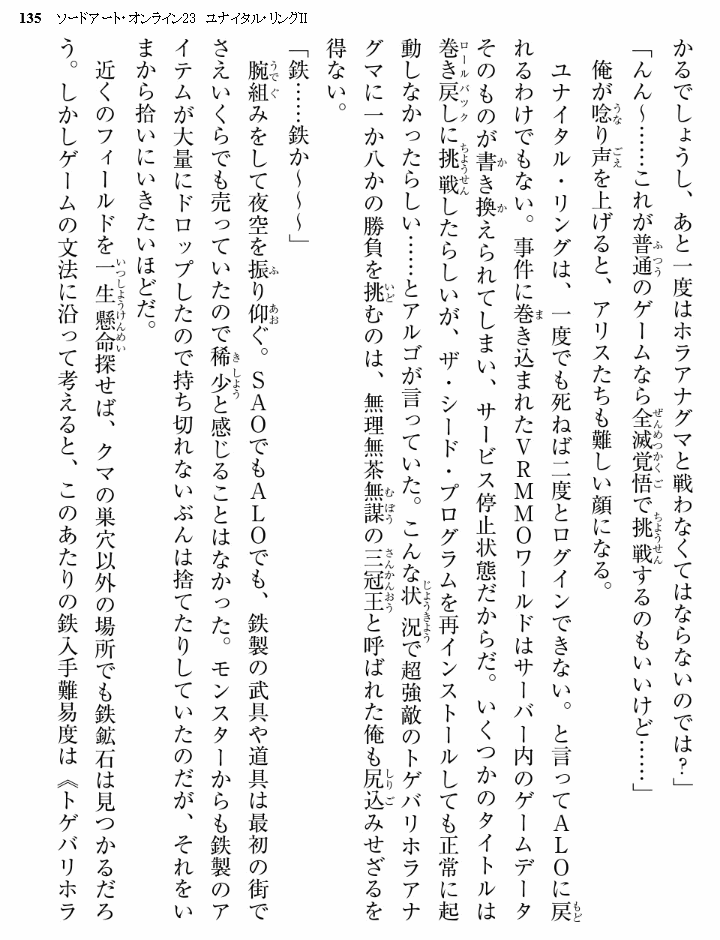 135 ソードアート・オンライン23 ユナイタル・リングII
かるでしょうし、あと一度はホラアナグマと戦わなくてはならないのでは?」
「んん〜……これが普通のゲームなら全滅覚悟で挑戦するのもいいけど……」
俺が唸り声を上げると、アリスたちも難しい顔になる。
ユナイタル・リングは、一度でも死ねば二度とログインできない。と言ってALOに戻
れるわけでもない。事件に巻き込まれたVRMMOワールドはサーバー内のゲームデータ
そのものが書き換えられてしまい、サービス停止状態だからだ。いくつかのタイトルは
巻き戻しに挑戦したらしいが、ザ・シード・プログラムを再インストールしても正常に起
動しなかったらしい……とアルゴが言っていた。こんな状況で超強敵のトゲバリホラアナ
グマに一か八かの勝負を挑むのは、無理無茶無謀の三冠王と呼ばれた俺も尻込みせざるを
得ない。
「鉄……鉄か〜〜〜」
腕組みをして夜空を振り仰ぐ。SAOでもALOでも、鉄製の武具や道具は最初の街で
さえいくらでも売っていたので稀少と感じることはなかった。モンスターからも鉄製のア
イテムが大量にドロップしたので持ち切れないぶんは捨てたりしていたのだが、それをい
まから拾いにいきたいほどだ。
近くのフィールドを一生懸命探せば、クマの巣穴以外の場所でも鉄鉱石は見つかるだろ
う。しかしゲームの文法に沿って考えると、このあたりの鉄入手難易度は《トゲバリホラ